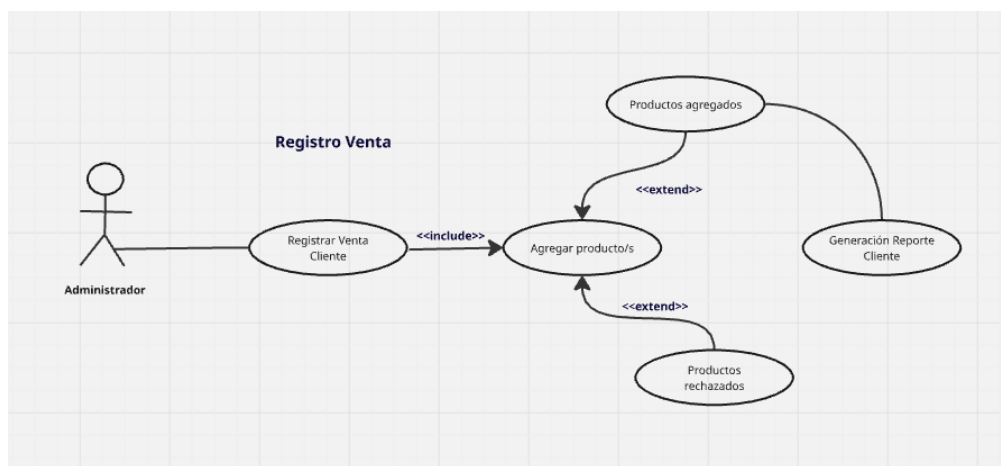 Productos agregados
Registro Venta
<<extend>>
Registrar Venta
Cliente
<<include>>
Agregar producto/s
Generación Reporte
Cliente
Administrador
<<extend>>
Productos
rechazados